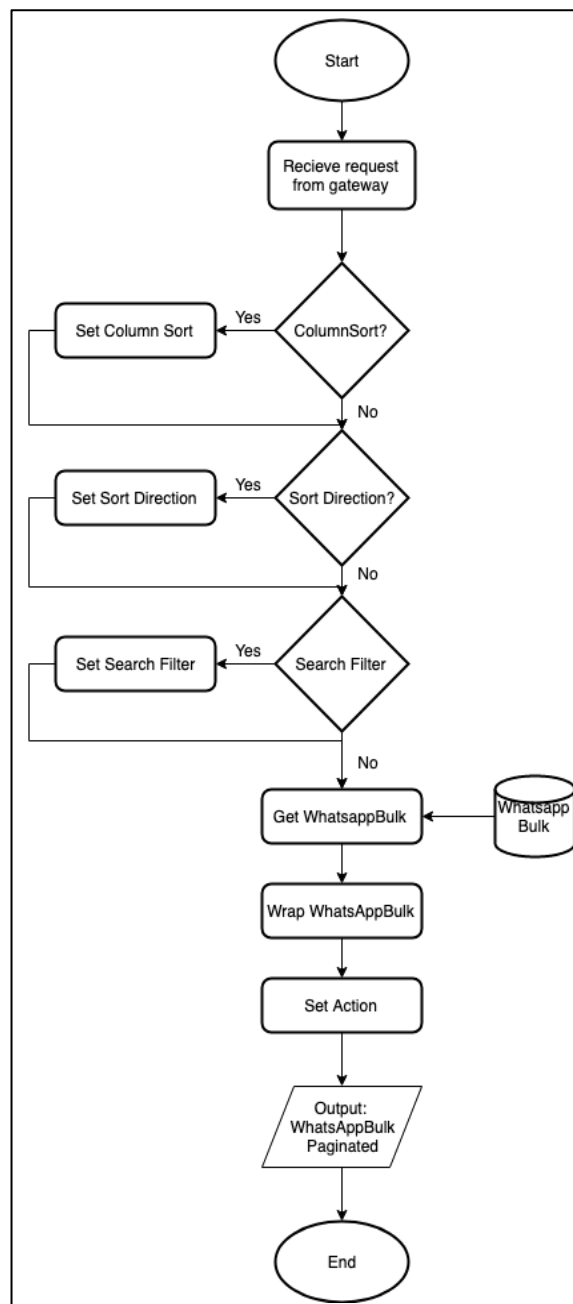 Start
Recieve request
from gateway
ColumnSort?
Yes
Set Column Sort
No
Sort Direction?
Yes
Set Sort Direction
No
Search Filter
Yes
Set Search Filter
No
Get WhatsappBulk
Whatsapp
Bulk
Wrap WhatsAppBulk
Set Action
Output:
WhatsAppBulk
Paginated
End